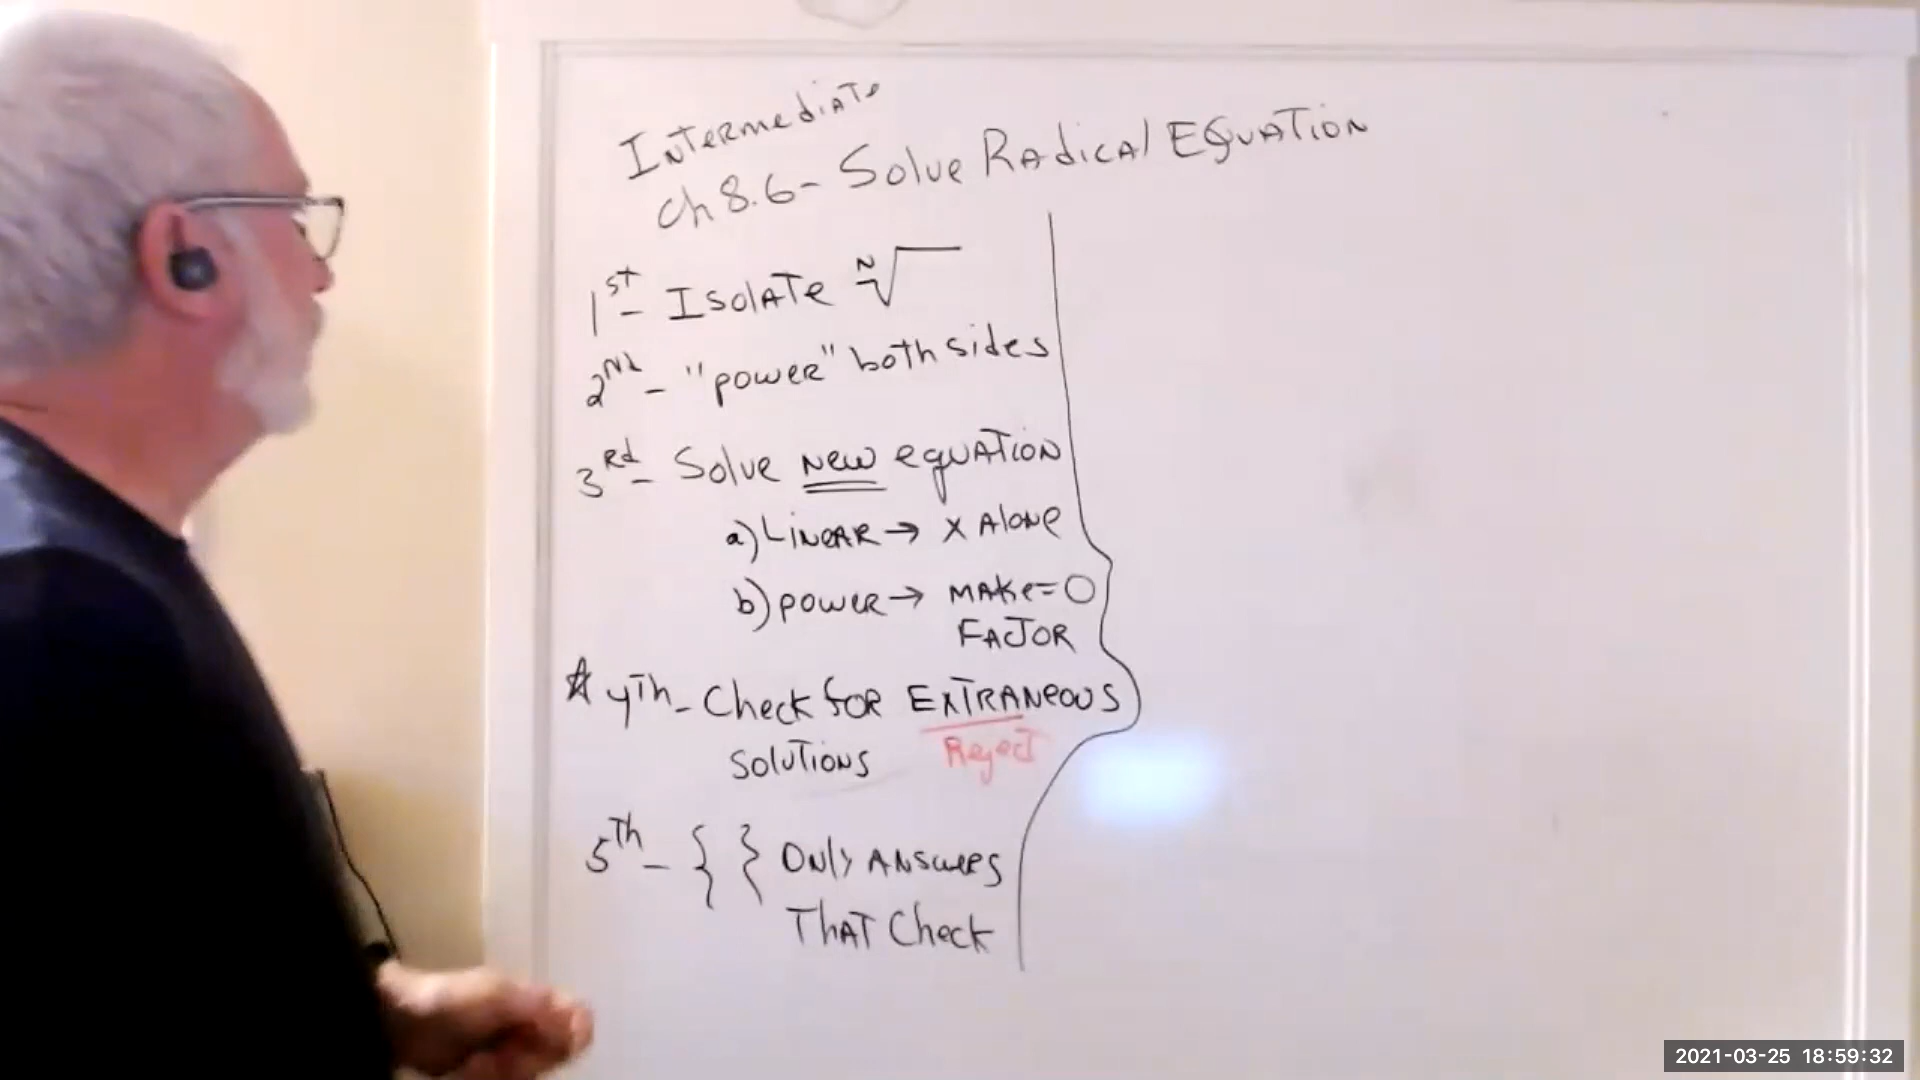 Intermediate
Ch 8.6- Solve Radical Equation
1st- Isolate ᴺ√
2nd- "power" both sides
3rd- Solve new equation
a) Linear → x Alone
b) power → make=0
Factor
☆ 4th- Check for Extraneous
Reject
Solutions
5th- { } Only Answers
That Check
2021-03-25 18:59:32